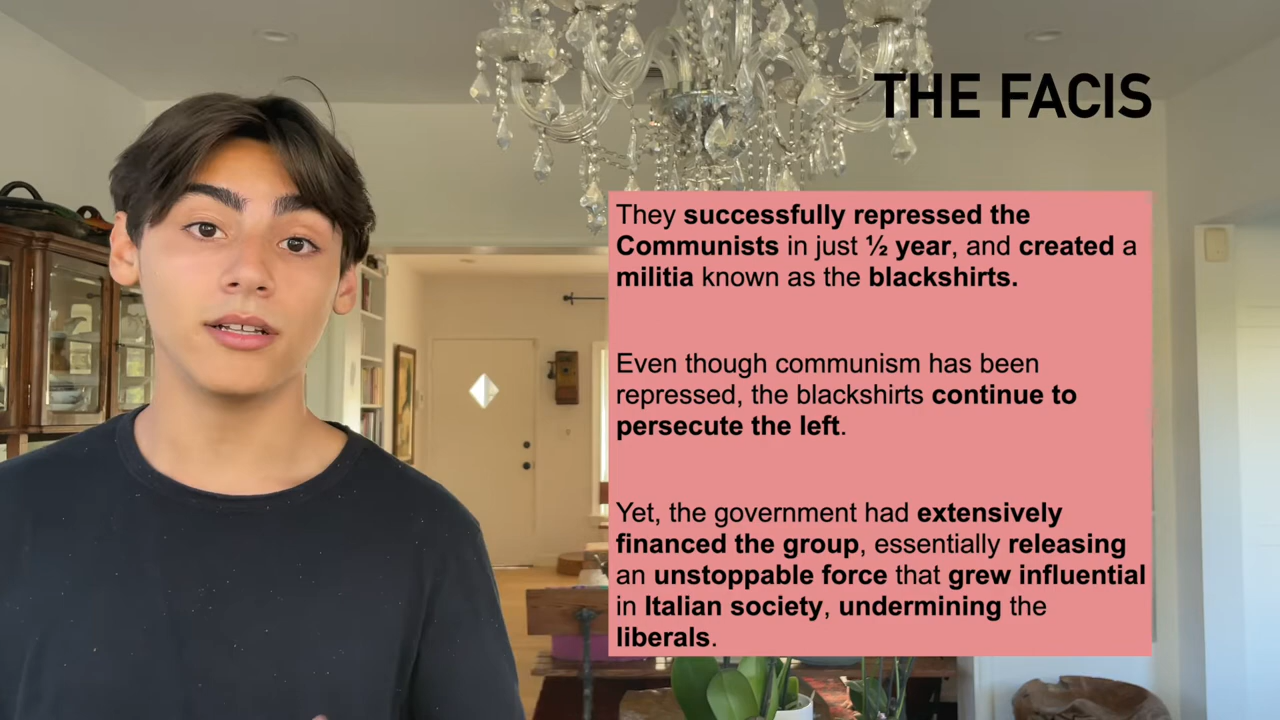 THE FACIS
They successfully repressed the
Communists in just ½ year, and created a
militia known as the blackshirts.
Even though communism has been
repressed, the blackshirts continue to
persecute the left.
Yet, the government had extensively
financed the group, essentially releasing
an unstoppable force that grew influential
in Italian society, undermining the
liberals.